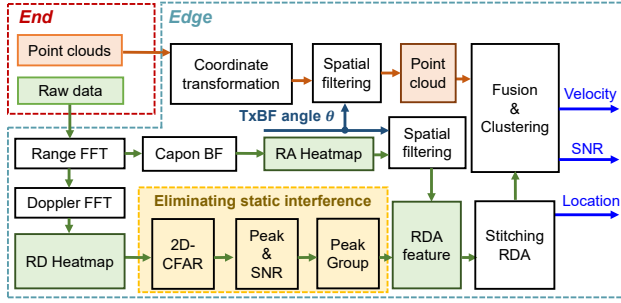 End
Edge
Point clouds
Raw data
Coordinate
transformation
Spatial
filtering
Point
cloud
Fusion
&
Clustering
Velocity
SNR
Location
TxBF angle θ
Range FFT
Capon BF
RA Heatmap
Spatial
filtering
Doppler FFT
Eliminating static interference
RD Heatmap
2D-
CFAR
Peak
&
SNR
Peak
Group
RDA
feature
Stitching
RDA